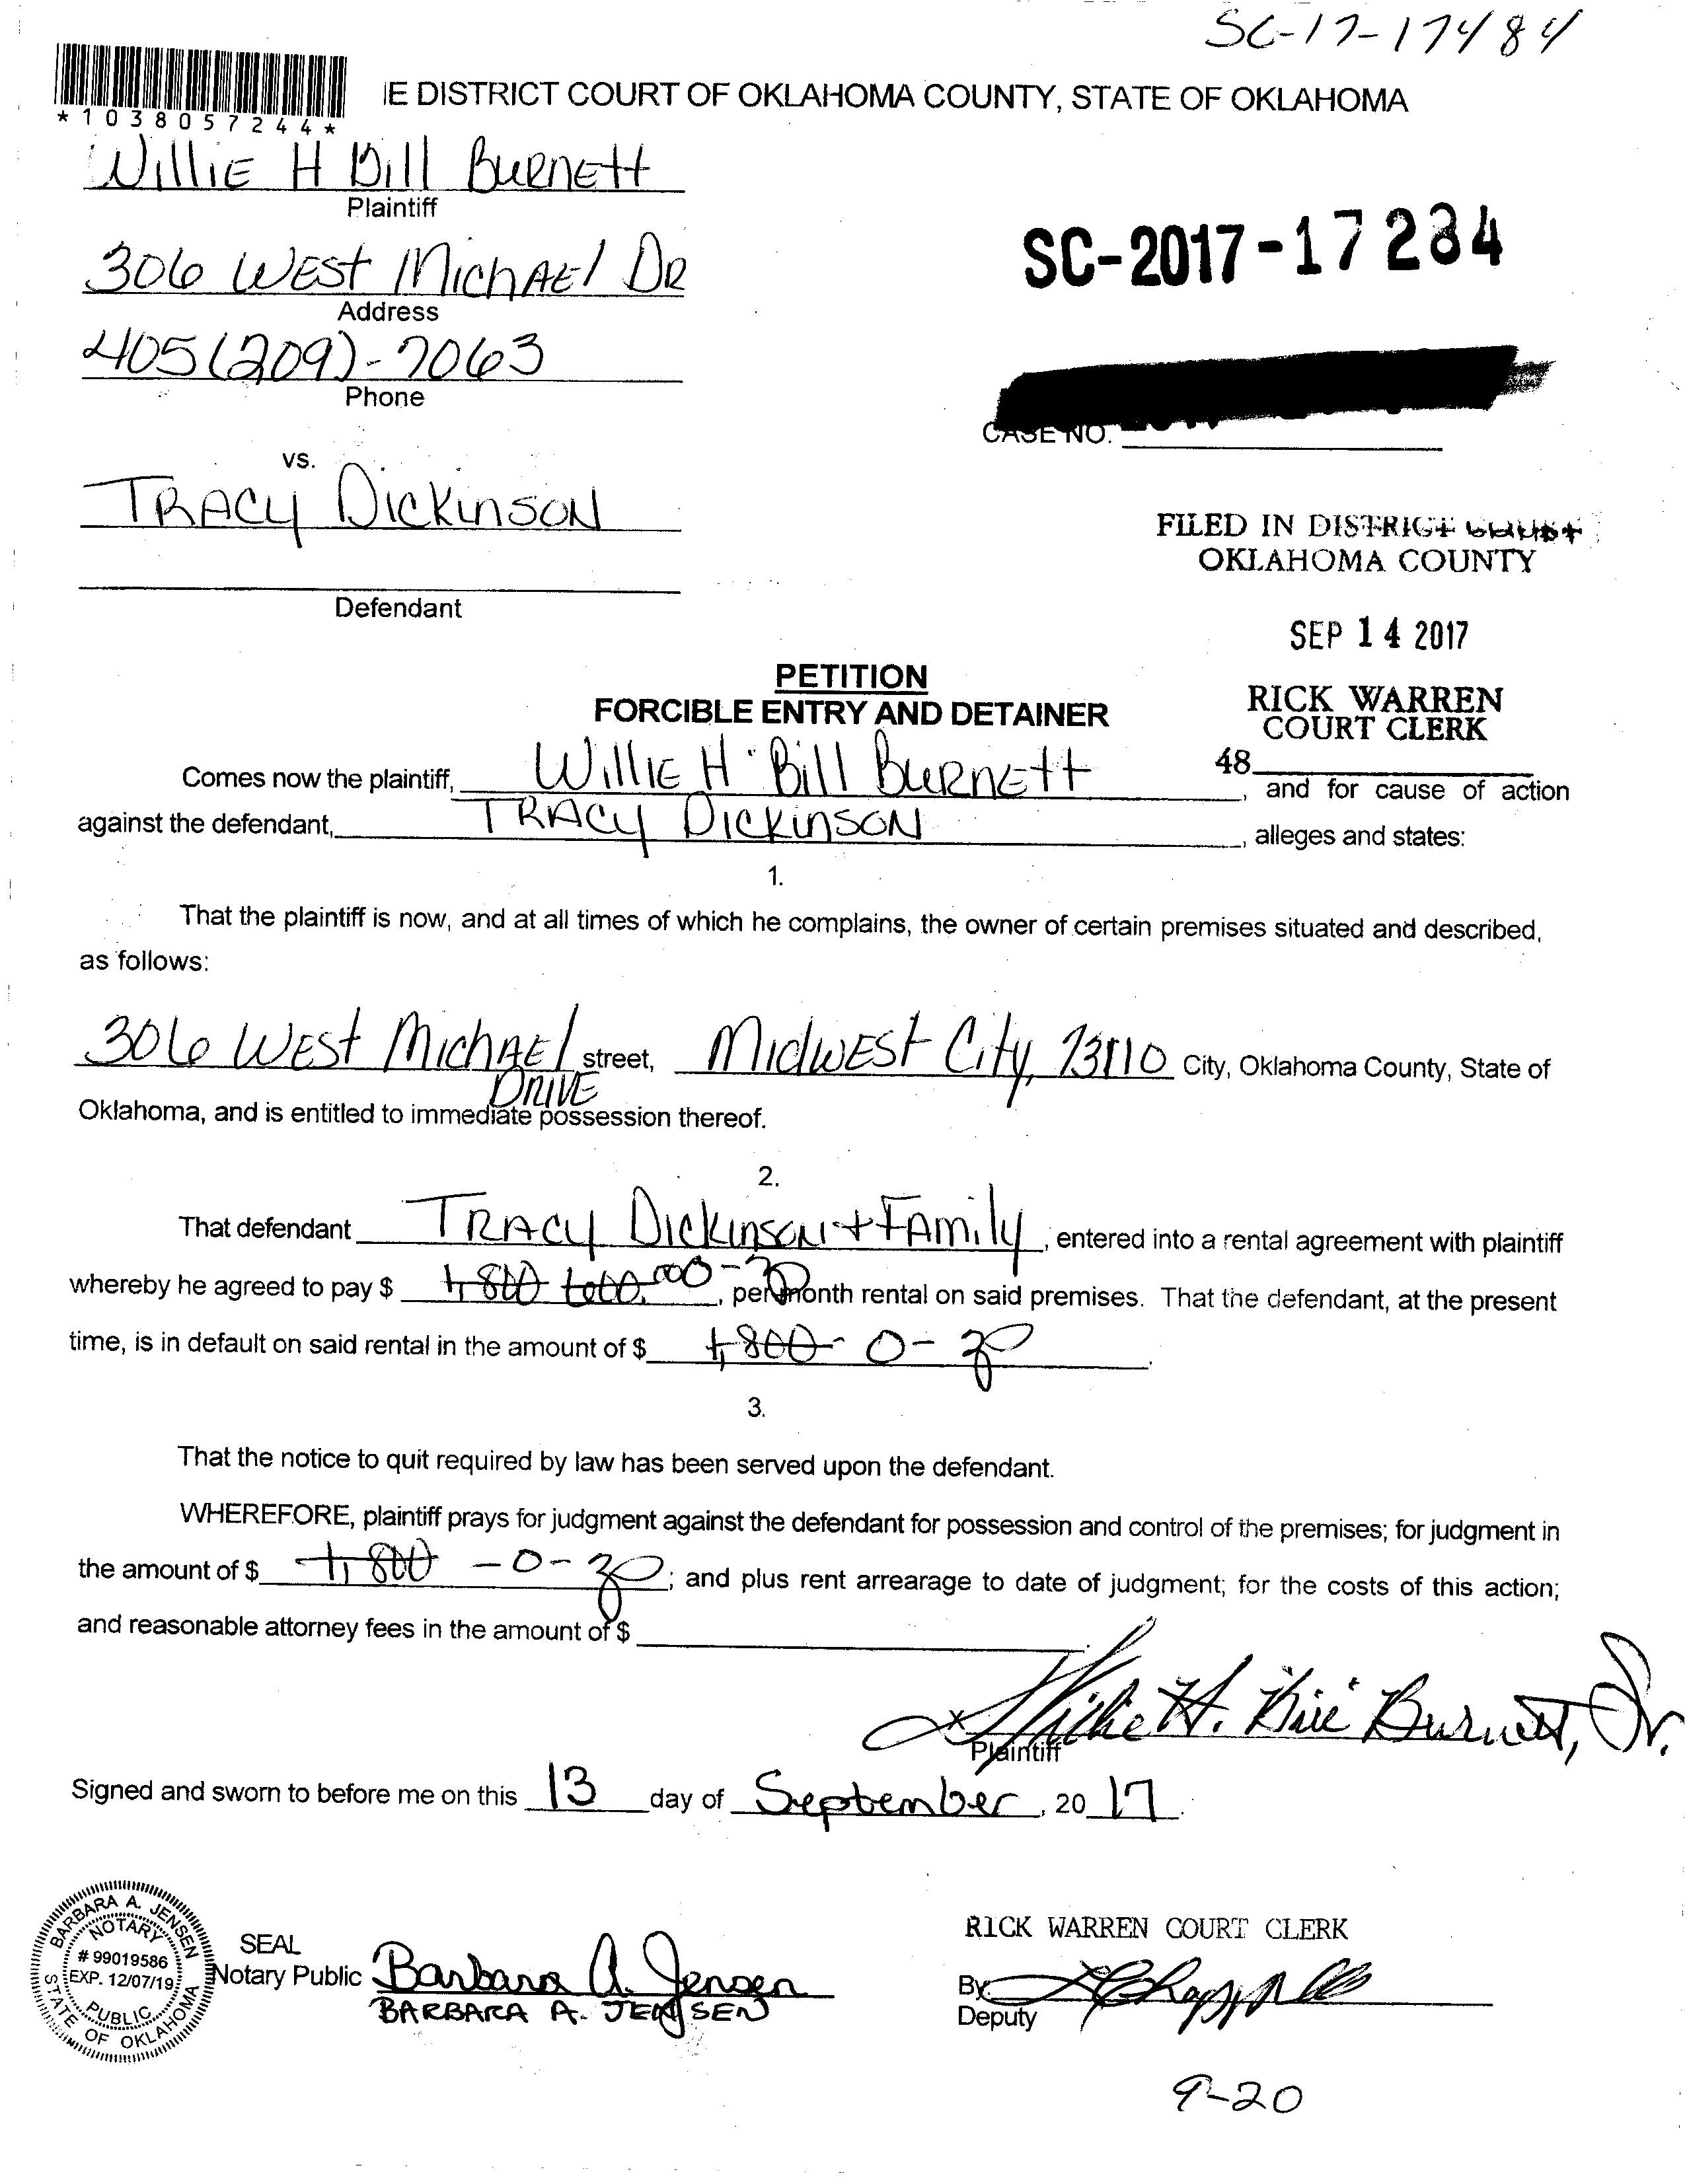 SC-17-17484
*1038057244*
IE DISTRICT COURT OF OKLAHOMA COUNTY, STATE OF OKLAHOMA
Willie H Bill Burnett
Plaintiff
306 West Michael Dr
Address
405(209)-7063
Phone
SC-2017-17284
CASE NO.
vs.
Tracy Dickinson
Defendant
FILED IN DISTRICT COURT
OKLAHOMA COUNTY
SEP 14 2017
RICK WARREN
COURT CLERK
48
PETITION
FORCIBLE ENTRY AND DETAINER
Comes now the plaintiff, Willie H Bill Burnett, and for cause of action
against the defendant, Tracy Dickinson, alleges and states:
1.
That the plaintiff is now, and at all times of which he complains, the owner of certain premises situated and described,
as follows:
306 West Michael Drive street, Midwest City, 73110 City, Oklahoma County, State of
Oklahoma, and is entitled to immediate possession thereof.
2.
That defendant Tracy Dickinson + Family, entered into a rental agreement with plaintiff
whereby he agreed to pay $ 1,800, per month rental on said premises. That the defendant, at the present
time, is in default on said rental in the amount of $ 1,800 - 0 -.
3.
That the notice to quit required by law has been served upon the defendant.
WHEREFORE, plaintiff prays for judgment against the defendant for possession and control of the premises; for judgment in
the amount of $ 1,800 - 0 - ; and plus rent arrearage to date of judgment; for the costs of this action;
and reasonable attorney fees in the amount of $
x Willie H. "Bill" Burnett, Jr.
Plaintiff
Signed and sworn to before me on this 13 day of September, 2017.
BARBARA A. JENSEN
NOTARY
# 99019586
EXP. 12/07/19
PUBLIC
STATE OF OKLAHOMA
SEAL
Notary Public Barbara A. Jensen
BARBARA A. JENSEN
RICK WARREN COURT CLERK
By
Deputy
9-20